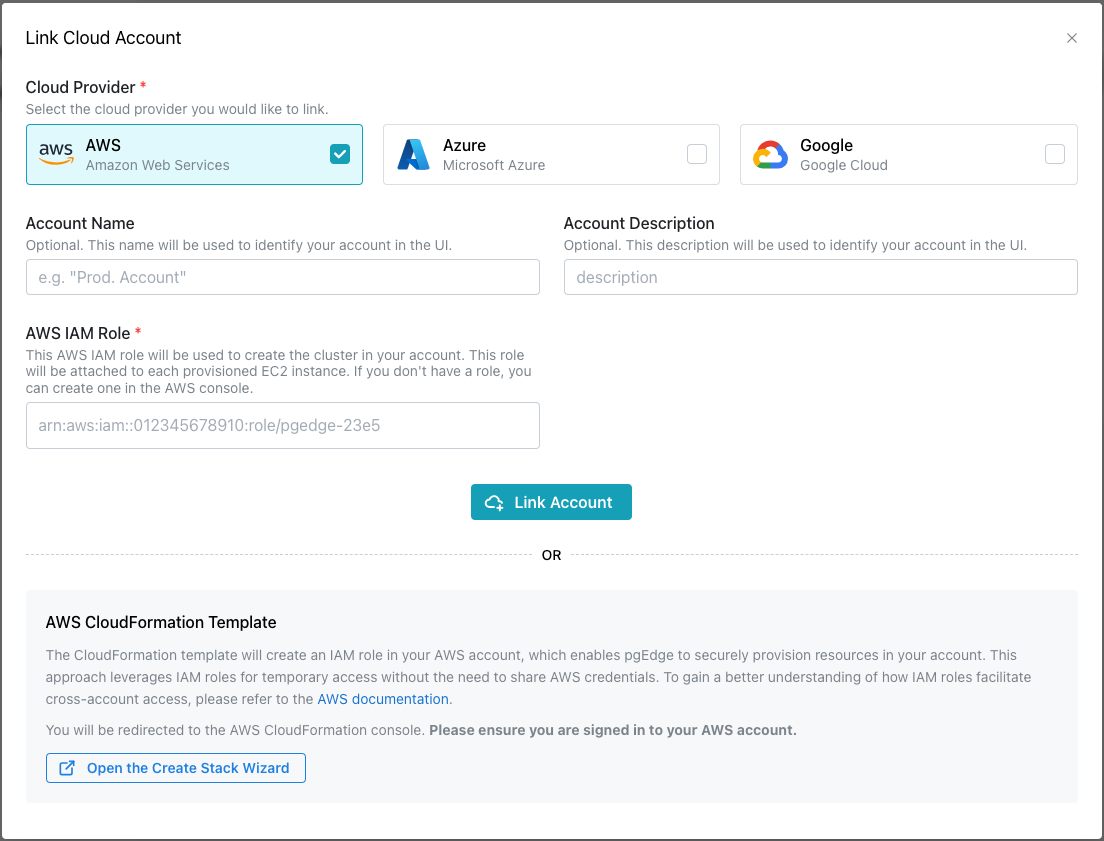 Link Cloud Account
Cloud Provider *
Select the cloud provider you would like to link.
aws
AWS
Amazon Web Services
Azure
Microsoft Azure
Google
Google Cloud
Account Name
Optional. This name will be used to identify your account in the UI.
e.g. "Prod. Account"
Account Description
Optional. This description will be used to identify your account in the UI.
description
AWS IAM Role *
This AWS IAM role will be used to create the cluster in your account. This role
will be attached to each provisioned EC2 instance. If you don't have a role, you
can create one in the AWS console.
arn:aws:iam::012345678910:role/pgedge-23e5
Link Account
OR
AWS CloudFormation Template
The CloudFormation template will create an IAM role in your AWS account, which enables pgEdge to securely provision resources in your account. This
approach leverages IAM roles for temporary access without the need to share AWS credentials. To gain a better understanding of how IAM roles facilitate
cross-account access, please refer to the AWS documentation.
You will be redirected to the AWS CloudFormation console. Please ensure you are signed in to your AWS account.
Open the Create Stack Wizard